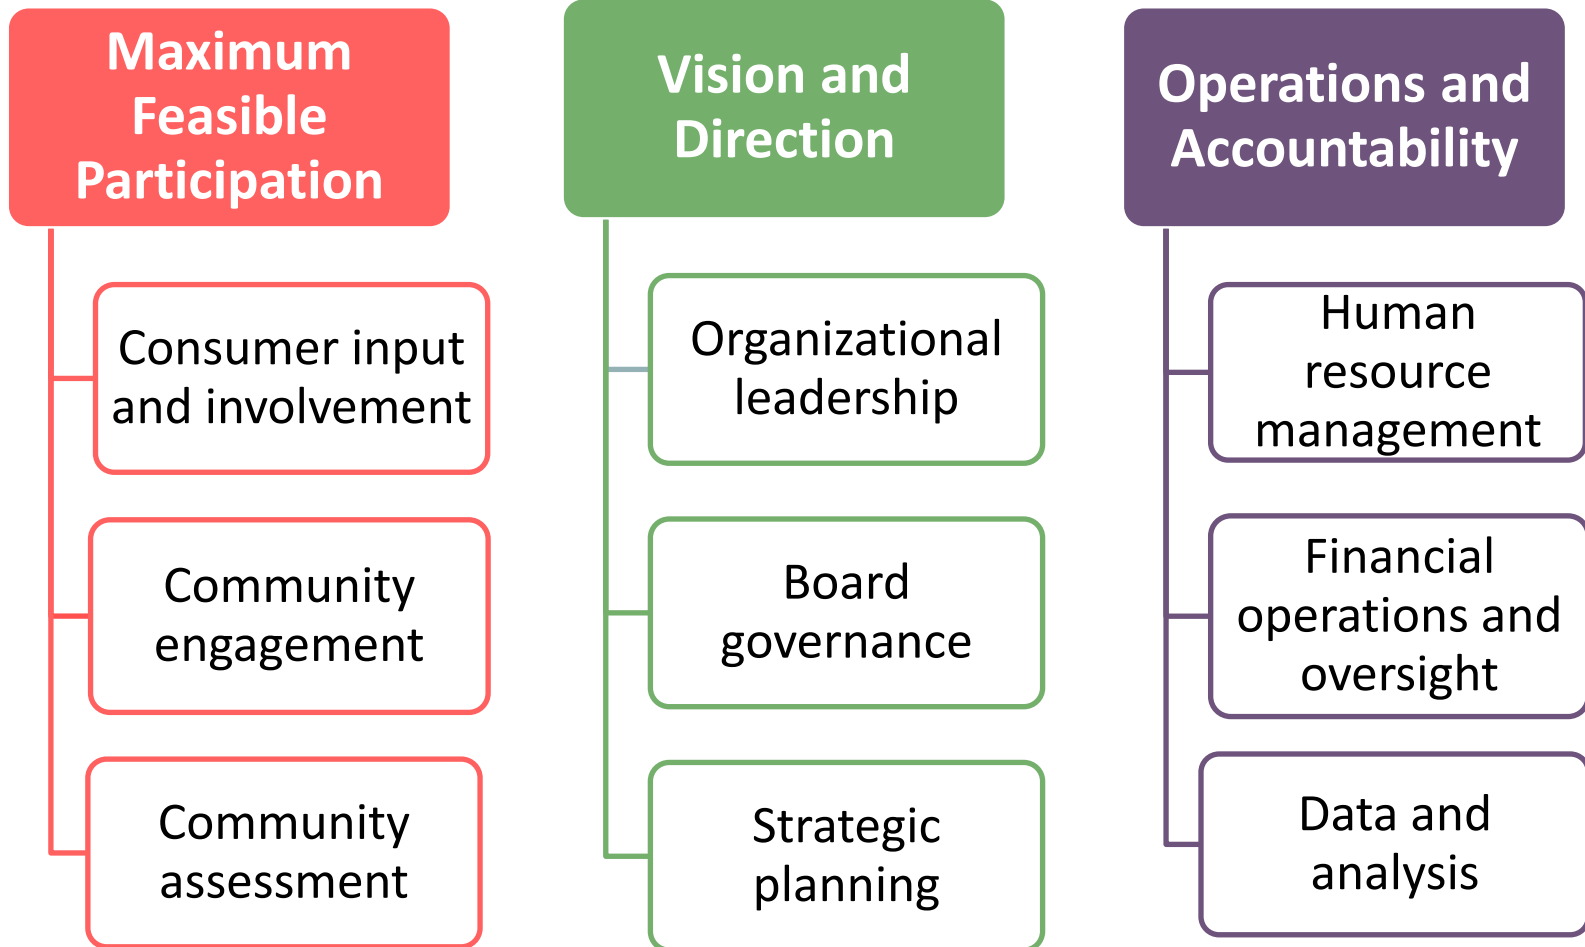 Maximum
Feasible
Participation
Consumer input
and involvement
Community
engagement
Community
assessment
Vision and
Direction
Organizational
leadership
Board
governance
Strategic
planning
Operations and
Accountability
Human
resource
management
Financial
operations and
oversight
Data and
analysis